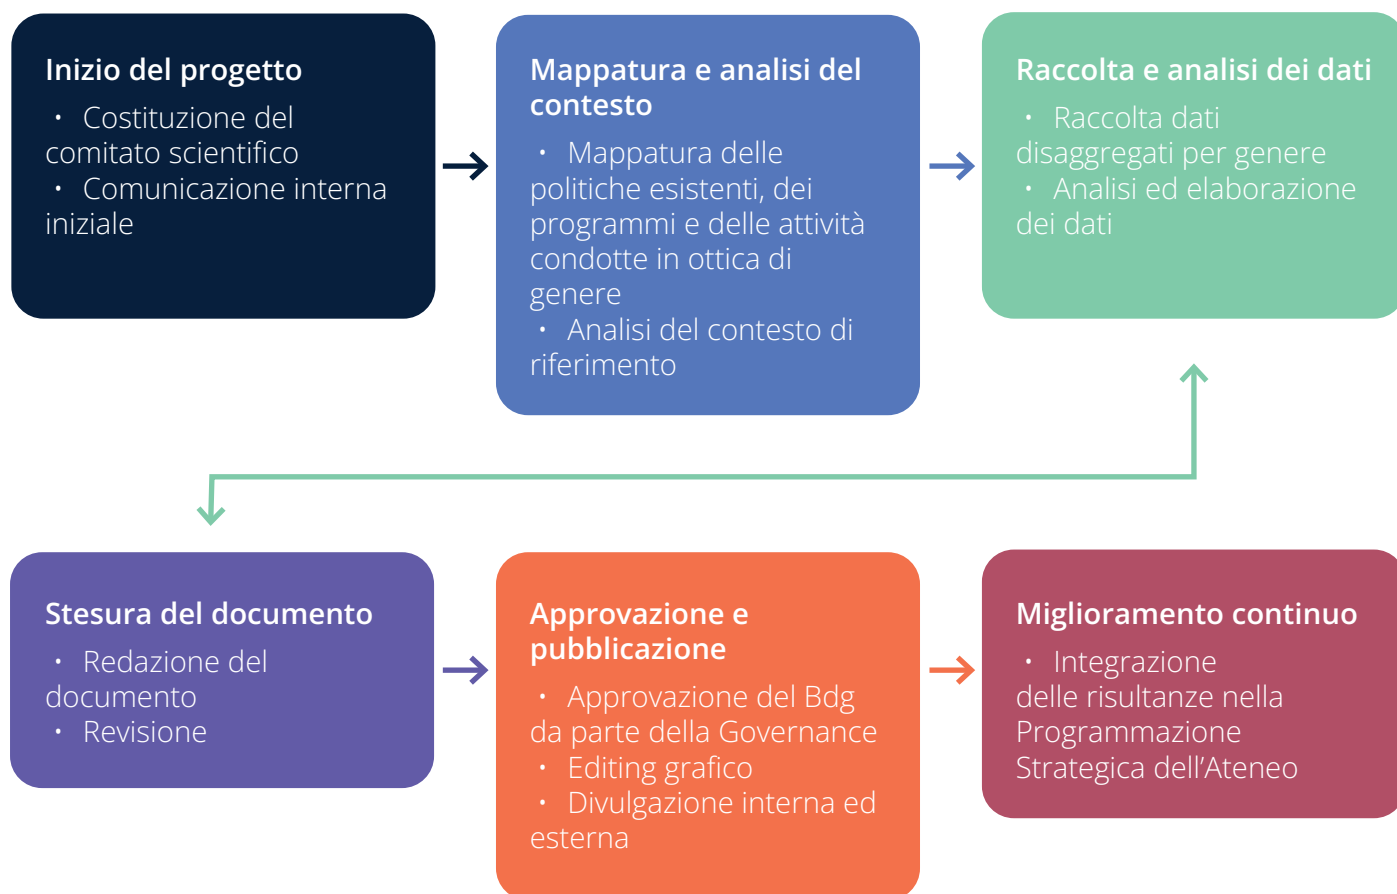 Inizio del progetto
• Costituzione del
comitato scientifico
• Comunicazione interna
iniziale
Mappatura e analisi del
contesto
• Mappatura delle
politiche esistenti, dei
programmi e delle attività
condotte in ottica di
genere
• Analisi del contesto di
riferimento
Raccolta e analisi dei dati
• Raccolta dati
disaggregati per genere
• Analisi ed elaborazione
dei dati
Stesura del documento
• Redazione del
documento
• Revisione
Approvazione e
pubblicazione
• Approvazione del Bdg
da parte della Governance
• Editing grafico
• Divulgazione interna ed
esterna
Miglioramento continuo
• Integrazione
delle risultanze nella
Programmazione
Strategica dell’Ateneo